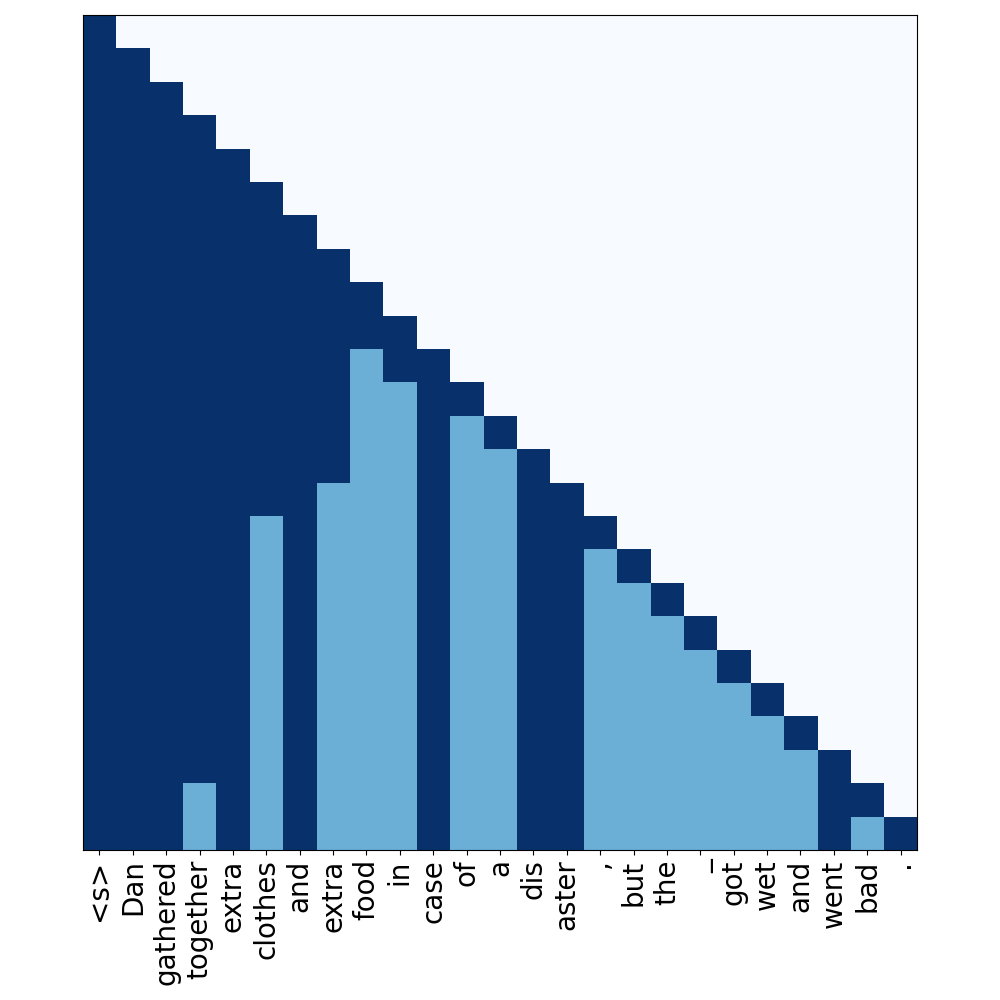 <s>
Dan
gathered
together
extra
clothes
and
extra
food
in
case
of
a
dis
aster
,
but
the
_
got
wet
and
went
bad
.